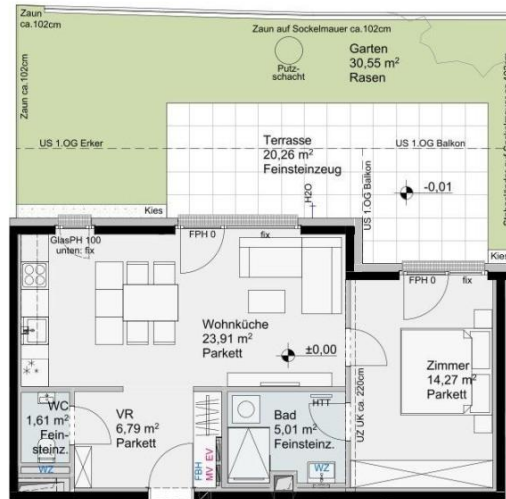 Zaun
ca.102cm
Zaun auf Sockelmauer ca.102cm
Garten
30,55 m²
Rasen
Putz-
schacht
Zaun ca.102cm
Terrasse
20,26 m²
Feinsteinzeug
US 1.OG Erker
US 1.OG Balkon
US 1.OG Balkon
-0,01
H2O
Kies
Kies
GlasPH 100
unten: fix
FPH 0
fix
FPH 0
fix
Wohnküche
23,91 m²
Parkett
±0,00
Zimmer
14,27 m²
Parkett
UZ UK ca. 220cm
WC
1,61 m²
Fein-
steinz.
WZ
VR
6,79 m²
Parkett
FBH
MV EV
Bad
5,01 m²
Feinsteinz.
HTT
WZ